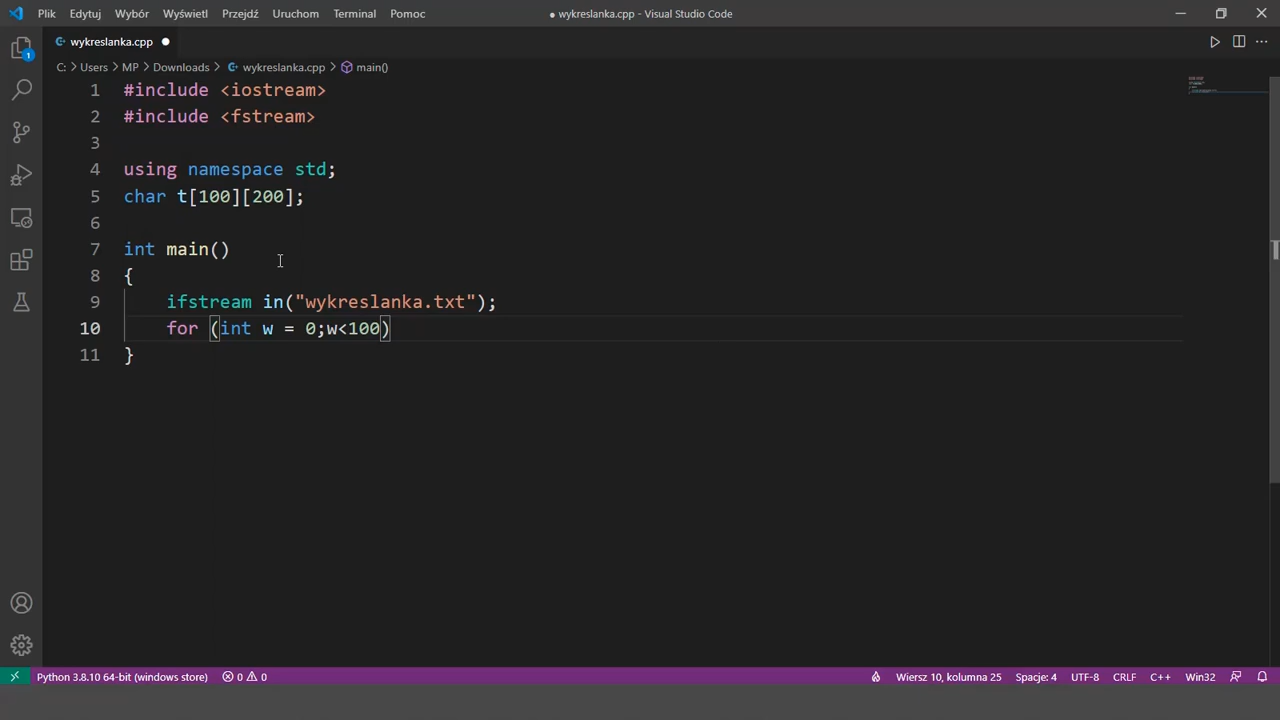 Plik Edytuj Wybór Wyświetl Przejdź Uruchom Terminal Pomoc ● wykreslanka.cpp - Visual Studio Code
wykreslanka.cpp ●
C: > Users > MP > Downloads > wykreslanka.cpp > main()
1 #include <iostream>
2 #include <fstream>
3
4 using namespace std;
5 char t[100][200];
6
7 int main()
8 {
9 ifstream in("wykreslanka.txt");
10 for (int w = 0;w<100)
11 }
1
Python 3.8.10 64-bit (windows store) 0 0 Wiersz 10, kolumna 25 Spacje: 4 UTF-8 CRLF C++ Win32